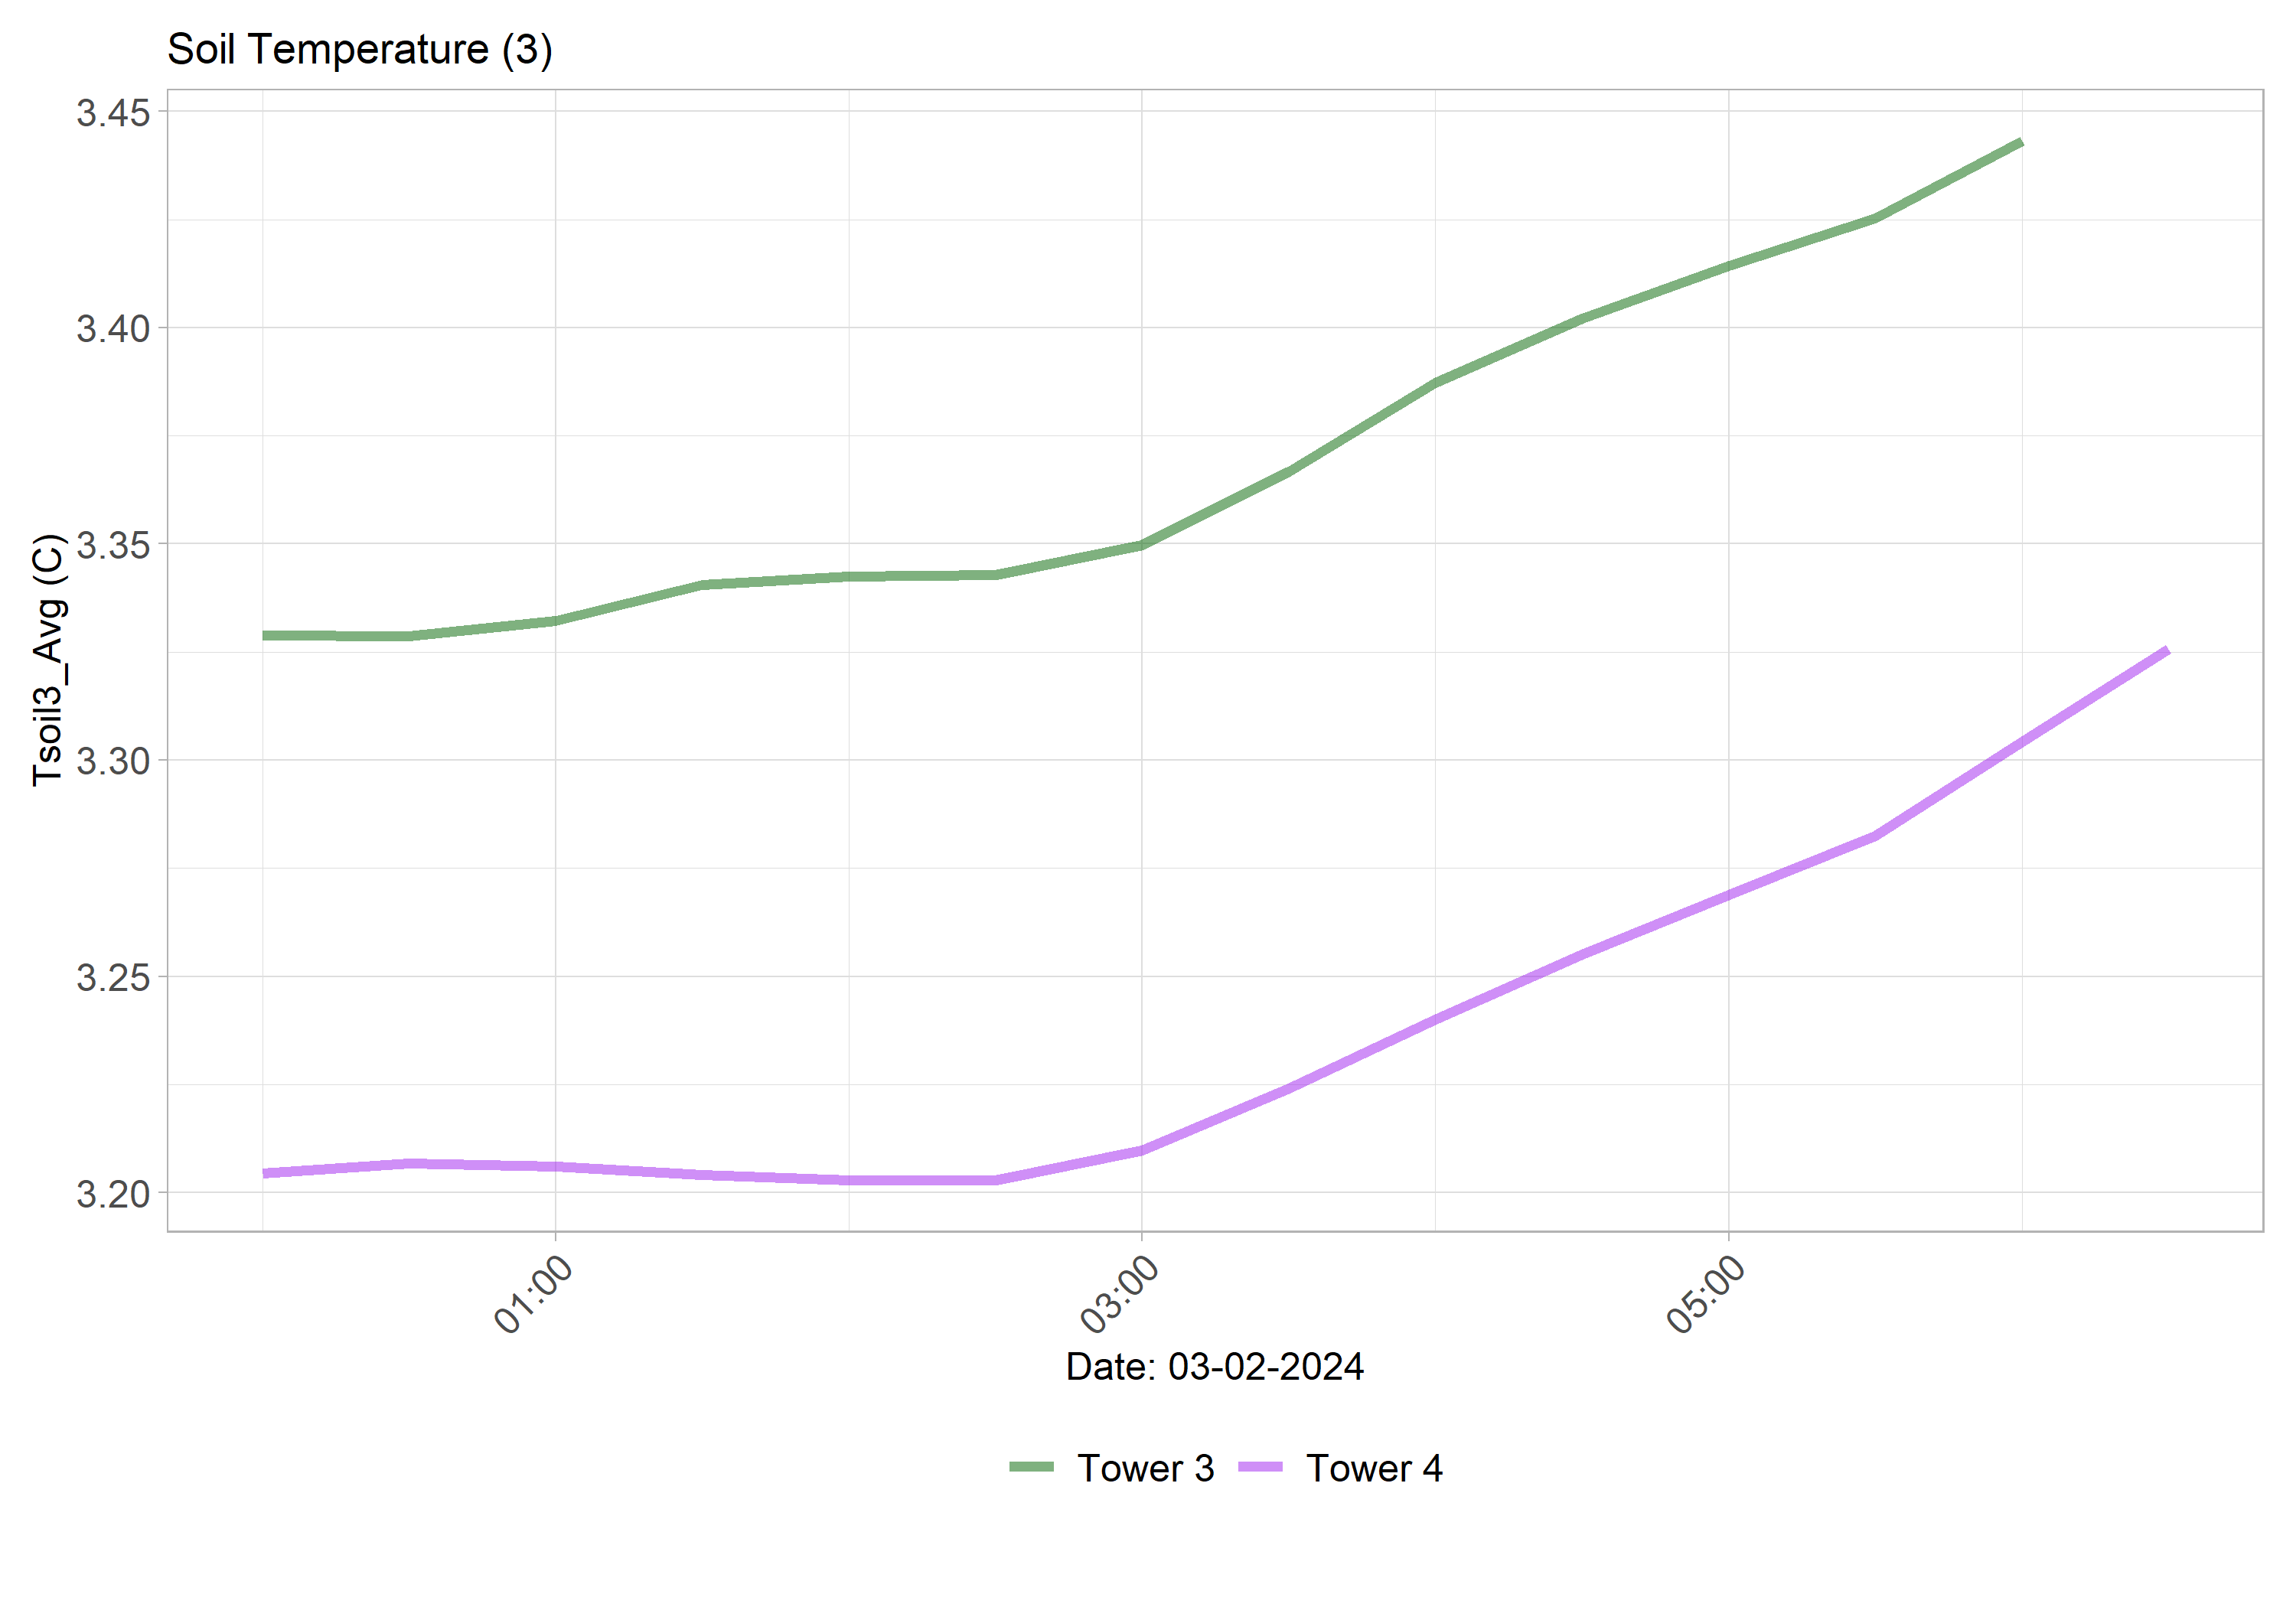 Soil Temperature (3)
Tsoil3_Avg (C)
3.45
3.40
3.35
3.30
3.25
3.20
01:00
03:00
05:00
Date: 03-02-2024
Tower 3
Tower 4